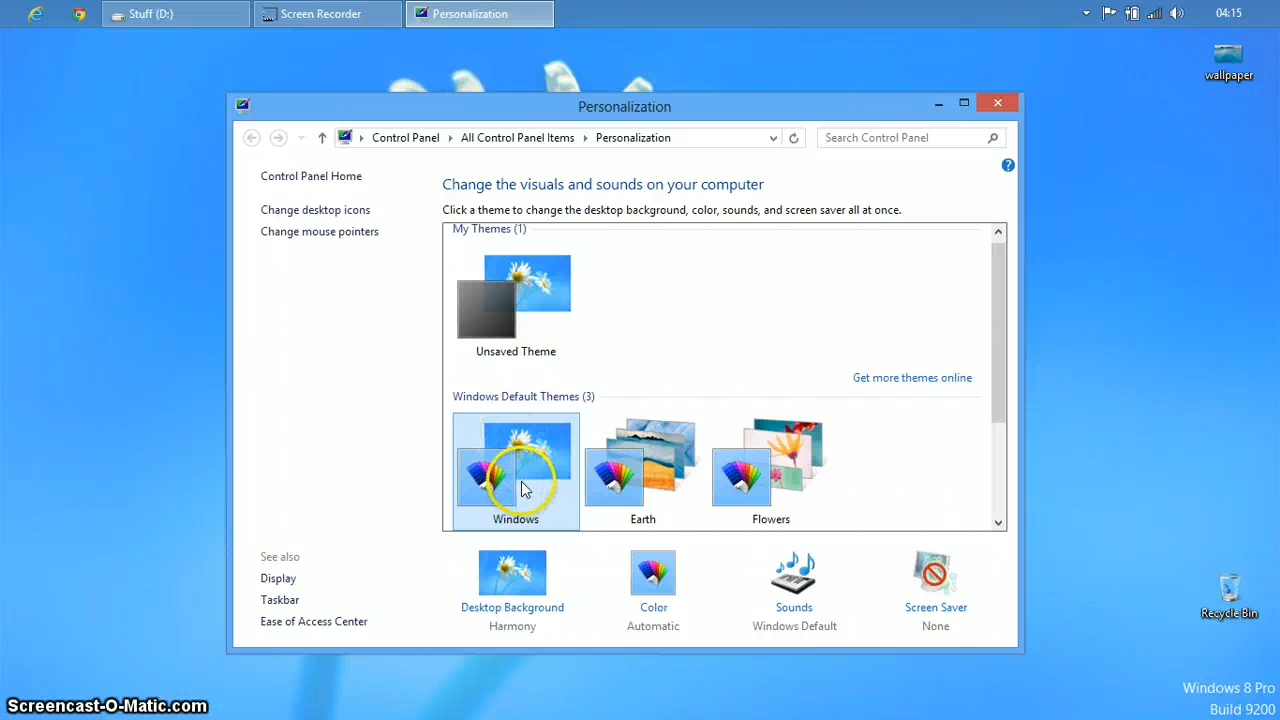 Stuff (D:)
Screen Recorder
Personalization
04:15
wallpaper
Personalization
Control Panel
All Control Panel Items
Personalization
Search Control Panel
Control Panel Home
Change desktop icons
Change mouse pointers
Change the visuals and sounds on your computer
Click a theme to change the desktop background, color, sounds, and screen saver all at once.
My Themes (1)
Unsaved Theme
Get more themes online
Windows Default Themes (3)
Windows
Earth
Flowers
See also
Display
Taskbar
Ease of Access Center
Desktop Background
Harmony
Color
Automatic
Sounds
Windows Default
Screen Saver
None
Recycle Bin
Windows 8 Pro
Build 9200
Screencast-O-Matic.com